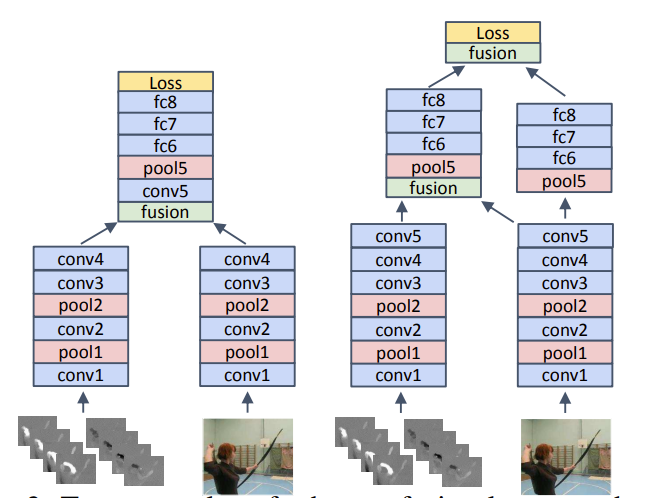 Loss
fc8
fc7
fc6
pool5
conv5
fusion
conv4
conv3
pool2
conv2
pool1
conv1
conv4
conv3
pool2
conv2
pool1
conv1
Loss
fusion
fc8
fc7
fc6
pool5
fusion
fc8
fc7
fc6
pool5
conv5
conv4
conv3
pool2
conv2
pool1
conv1
conv5
conv4
conv3
pool2
conv2
pool1
conv1